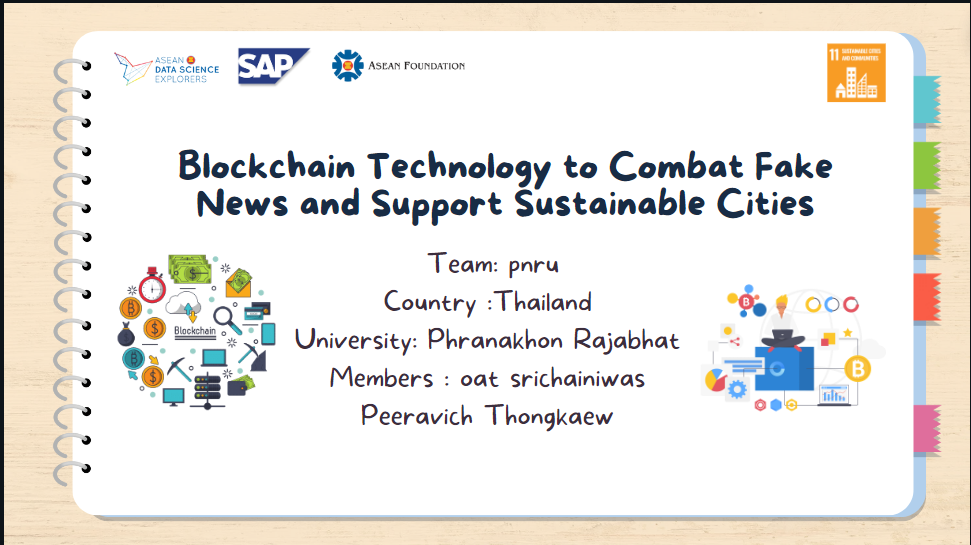 ASEAN
DATA SCIENCE
EXPLORERS
SAP
ASEAN FOUNDATION
11 SUSTAINABLE CITIES
AND COMMUNITIES
Blockchain Technology to Combat Fake
News and Support Sustainable Cities
Team: pnru
Country :Thailand
University: Phranakhon Rajabhat
Members : oat srichainiwas
Peeravich Thongkaew
Blockchain